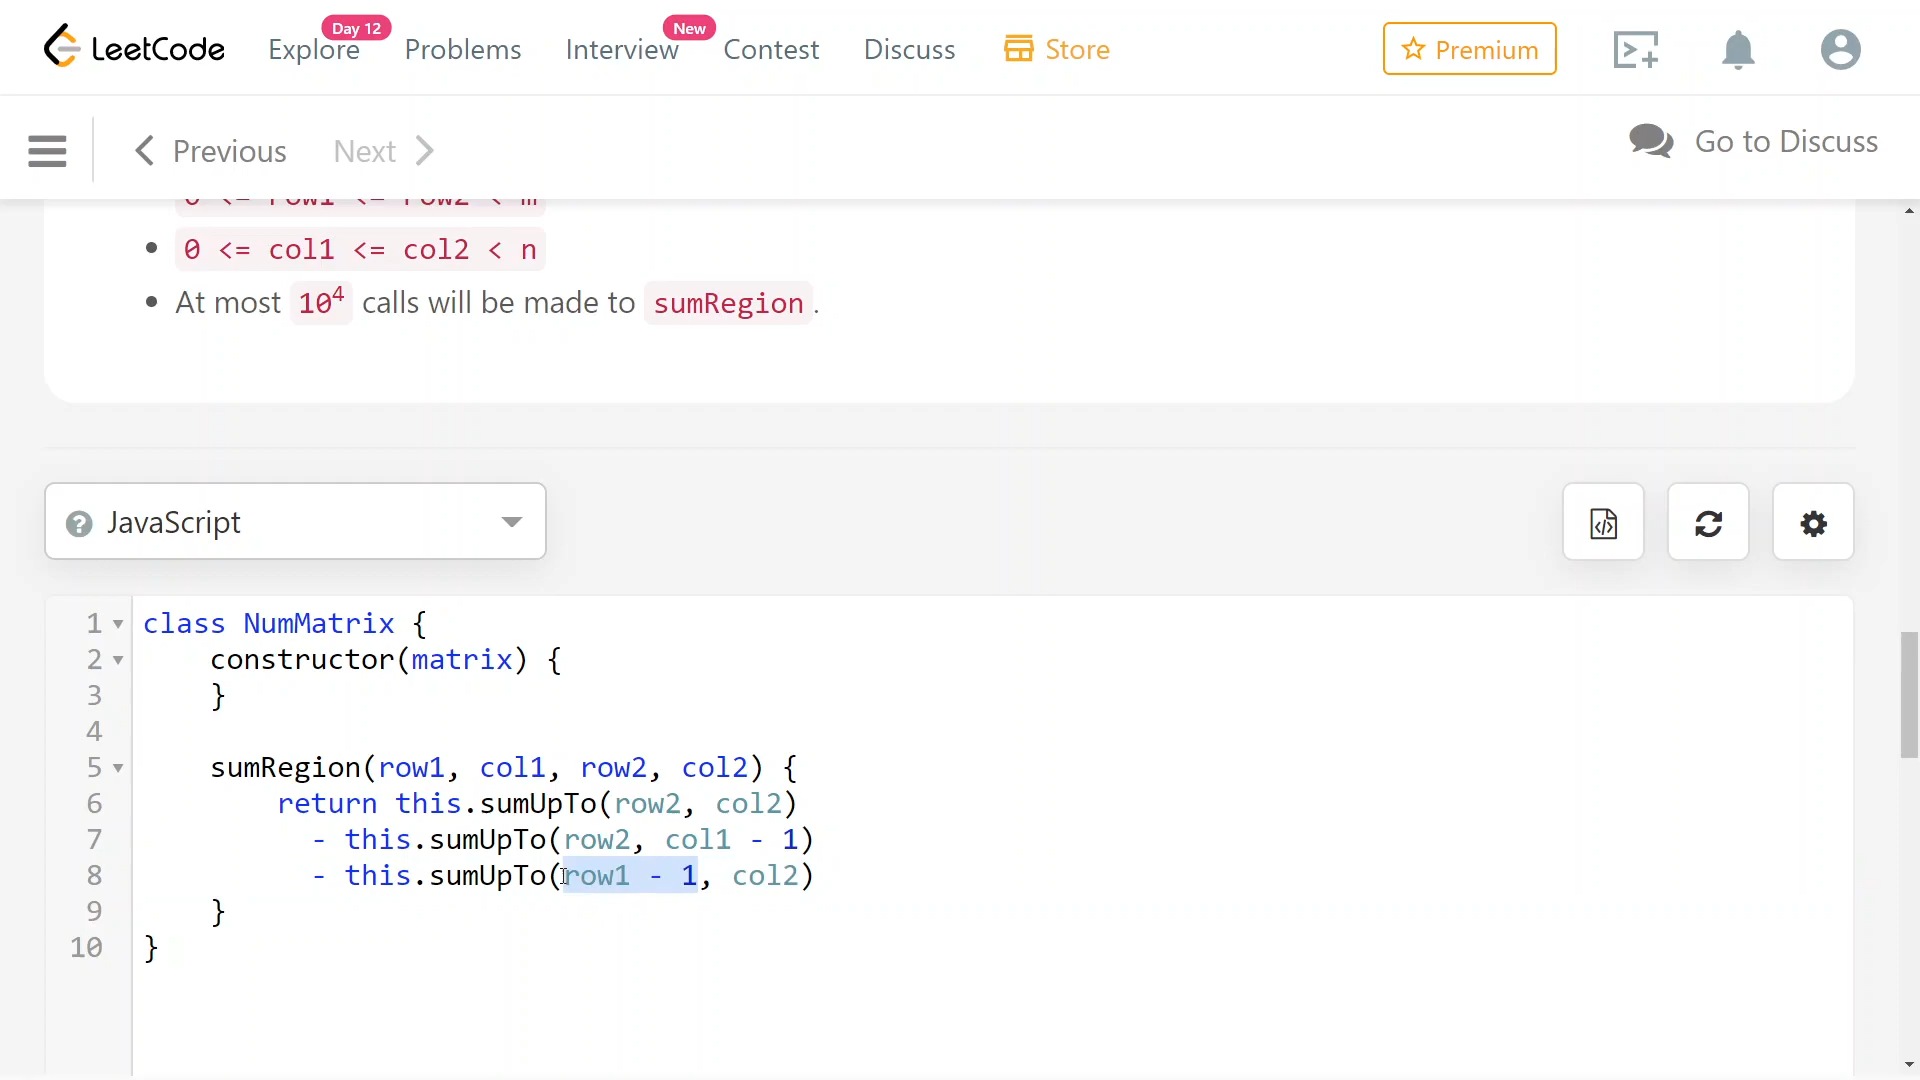 LeetCode Explore Day 12 Problems Interview New Contest Discuss Store Premium
Previous Next Go to Discuss
0 <= row1 <= row2 < m
0 <= col1 <= col2 < n
At most 10⁴ calls will be made to sumRegion.
JavaScript
1 class NumMatrix {
2 constructor(matrix) {
3 }
4
5 sumRegion(row1, col1, row2, col2) {
6 return this.sumUpTo(row2, col2)
7 - this.sumUpTo(row2, col1 - 1)
8 - this.sumUpTo(row1 - 1, col2)
9 }
10 }